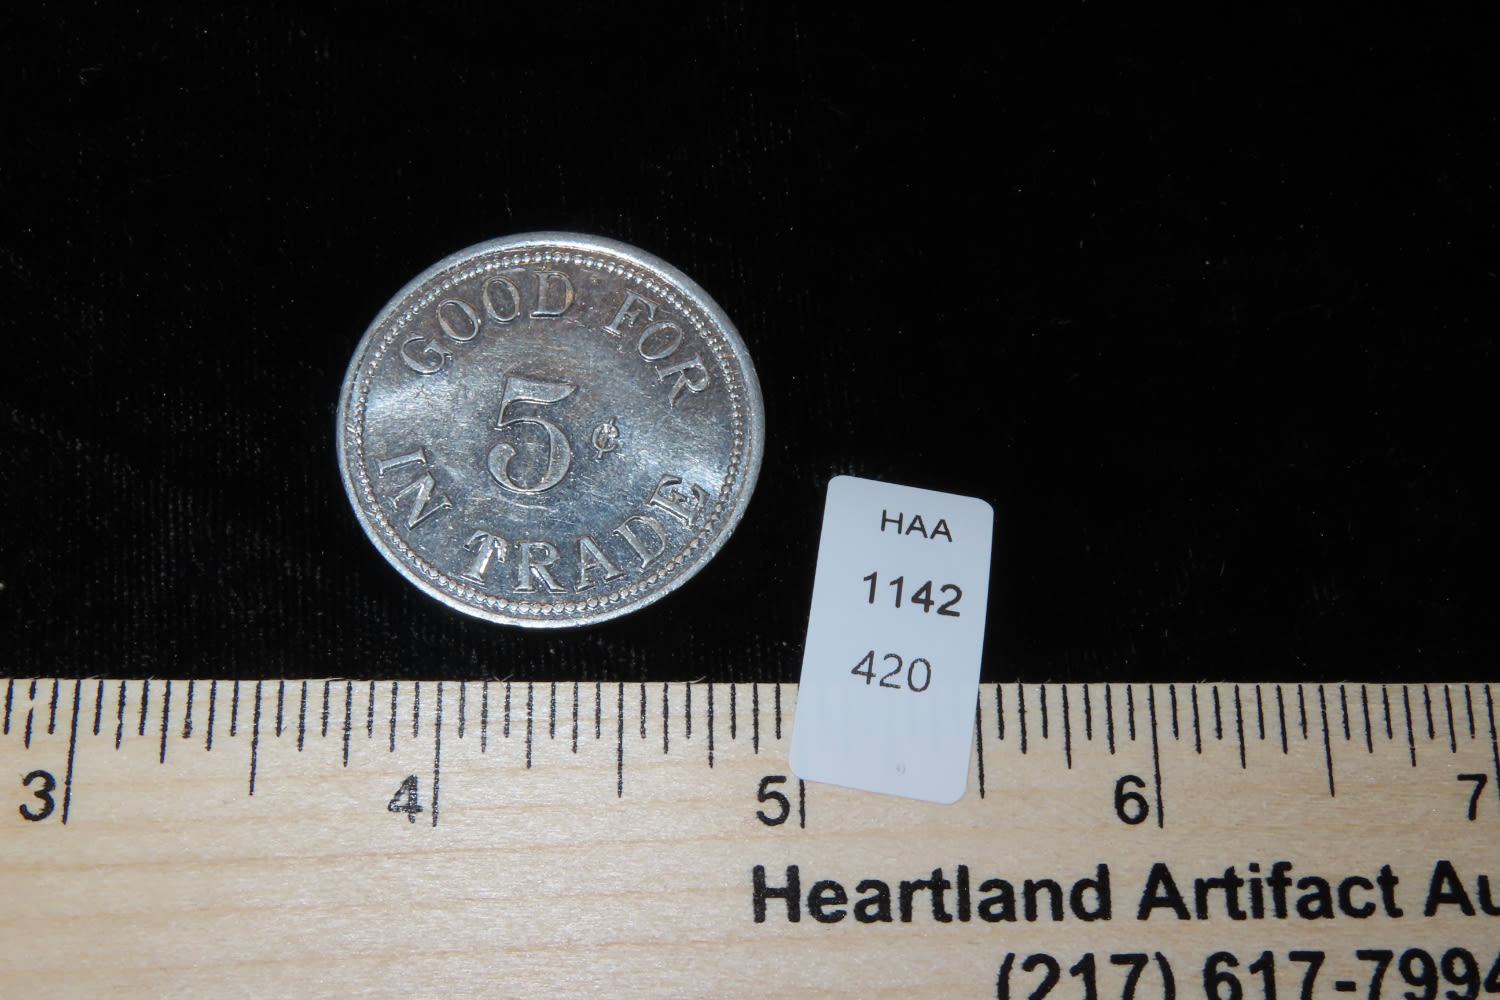 GOOD FOR
5¢
IN TRADE
HAA
1142
420
3 4 5 6 7
Heartland Artifact Au
(217) 617-7994